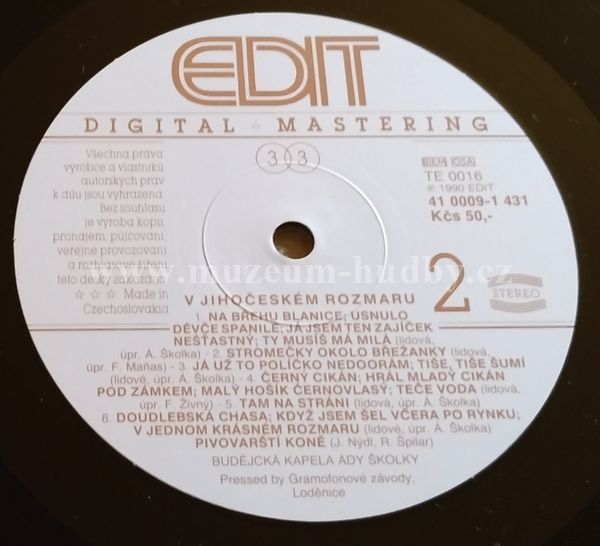 EDIT
DIGITAL ☆ MASTERING
Všechna práva
výrobce a vlastníků
autorských práv
k dílu jsou vyhrazena.
Bez souhlasu
je výroba kopií,
pronájem, půjčování,
veřejné provozování
a rozhlasové šíření
této desky zakázáno
☆ ☆ ☆ Made in
Czechoslovakia
33
BIEM OSA
TE 0016
℗ 1990 EDIT
41 0009-1 431
Kčs 50,-
2
STEREO
www.muzeum-hudby.cz
V JIHOČESKÉM ROZMARU
1. NA BŘEHU BLANICE; USNULO
DĚVČE SPANILÉ; JÁ JSEM TEN ZAJÍČEK
NEŠŤASTNÝ; TY MUSÍŠ MÁ MILÁ (lidová,
úpr. A. Školka) - 2. STROMEČKY OKOLO BŘEŽANKY (lidová,
úpr. F. Maňas) - 3. JÁ UŽ TO POLÍČKO NEDOORÁM; TIŠE, TIŠE ŠUMÍ
(lidové, úpr. A. Školka) - 4. ČERNÝ CIKÁN; HRÁL MLADÝ CIKÁN
POD ZÁMKEM; MALÝ HOŠÍK ČERNOVLASÝ; TEČE VODA (lidová,
úpr. F. Živný) - 5. TAM NA STRÁNI (lidová, úpr. A. Školka)
6. DOUDLEBSKÁ CHASA; KDYŽ JSEM ŠEL VČERA PO RYNKU;
V JEDNOM KRÁSNÉM ROZMARU (lidové, úpr. A. Školka)
PIVOVARŠTÍ KONĚ (J. Nýdl, R. Špilar)
BUDĚJCKÁ KAPELA ÁDY ŠKOLKY
Pressed by Gramofonové závody,
Loděnice